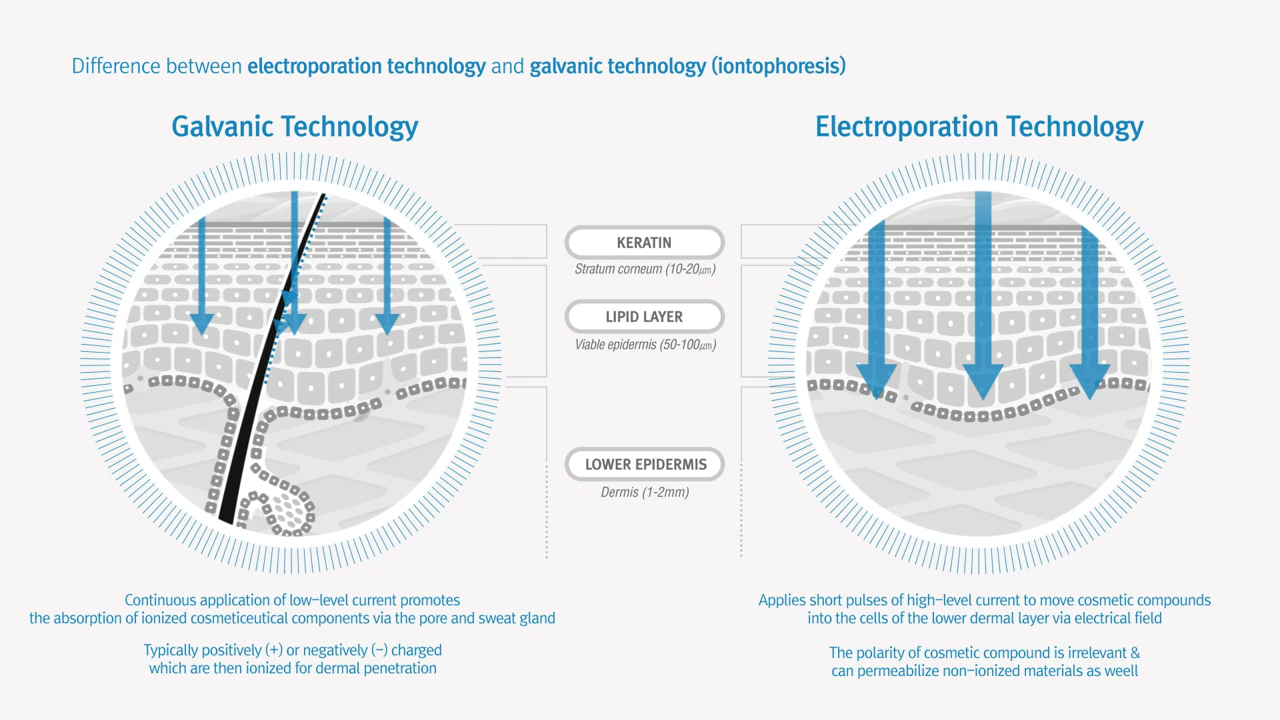 Difference between electroporation technology and galvanic technology (iontophoresis)
Galvanic Technology
Electroporation Technology
KERATIN
Stratum corneum (10-20㎛)
LIPID LAYER
Viable epidermis (50-100㎛)
LOWER EPIDERMIS
Dermis (1-2mm)
Continuous application of low-level current promotes
the absorption of ionized cosmeticeutical components via the pore and sweat gland
Typically positively (+) or negatively (-) charged
which are then ionized for dermal penetration
Applies short pulses of high-level current to move cosmetic compounds
into the cells of the lower dermal layer via electrical field
The polarity of cosmetic compound is irrelevant &
can permeabilize non-ionized materials as weell